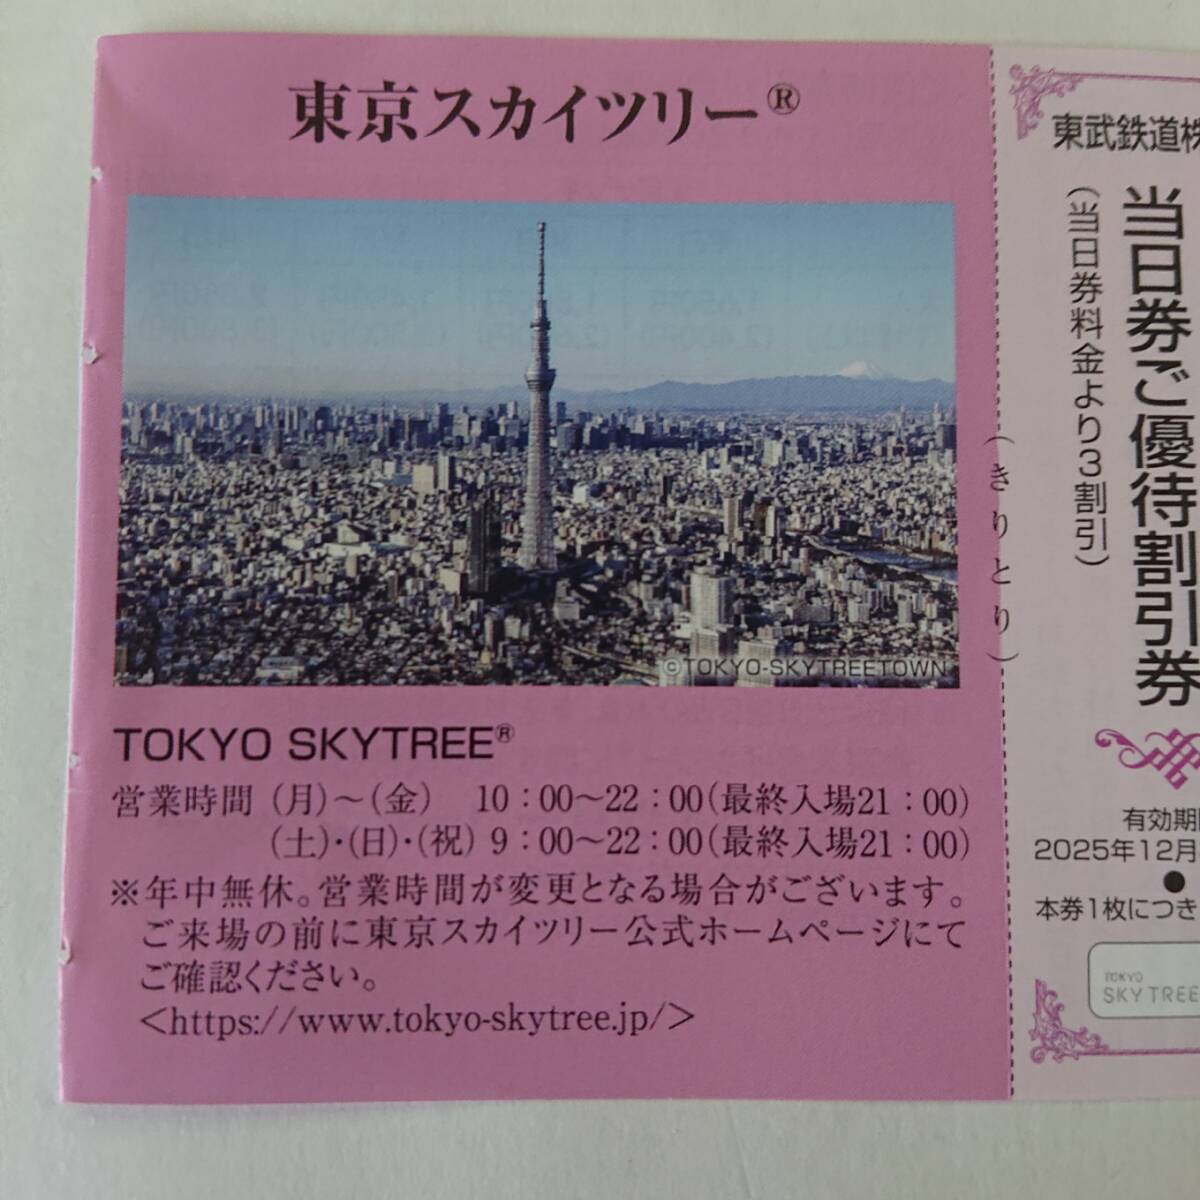 東京スカイツリー®
©TOKYO-SKYTREETOWN
TOKYO SKYTREE®
営業時間 (月)～(金) 10：00～22：00(最終入場21：00)
(土)・(日)・(祝) 9：00～22：00(最終入場21：00)
※年中無休。営業時間が変更となる場合がございます。
ご来場の前に東京スカイツリー公式ホームページにて
ご確認ください。
<https://www.tokyo-skytree.jp/>
(きりとり)
東武鉄道株
当日券ご優待割引券
(当日券料金より3割引)
有効期
2025年12月
●
本券1枚につき
TOKYO
SKYTREE